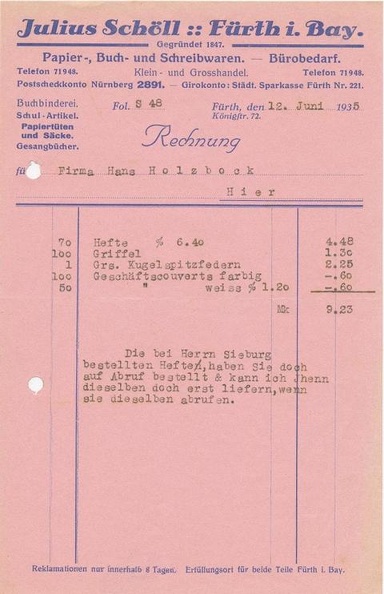 Julius Schöll :: Fürth i. Bay.
Gegründet 1847.
Papier-, Buch- und Schreibwaren. — Bürobedarf.
Telefon 71948. Klein- und Grosshandel. Telefon 71948.
Postscheckkonto Nürnberg 2891. — Girokonto: Städt. Sparkasse Fürth Nr. 221.
Buchbinderei.
Schul-Artikel.
Papiertüten
und Säcke.
Gesangbücher.
Fol. S 48
Fürth, den 12. Juni 1935
Königstr. 72.
Rechnung
für Firma Hans Holzbock
Hier
70 Hefte % 6.40 4.48
100 Griffel 1.30
1 Grs. Kugelspitzfedern 2.25
100 Geschäftscouverts farbig -.60
50 " weiss % 1.20 -.60
Mk 9.23
Die bei Herrn Sieburg
bestellten Hefte, haben Sie doch
auf Abruf bestellt & kann ich Jhenn
dieselben doch erst liefern, wenn
sie dieselben abrufen.
Reklamationen nur innerhalb 8 Tagen. Erfüllungsort für beide Teile Fürth i. Bay.